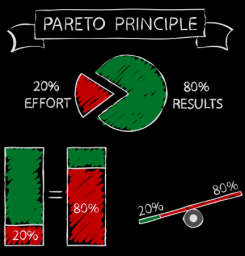 PARETO PRINCIPLE
20% EFFORT
80% RESULTS
20%
=
80%
20%
80%